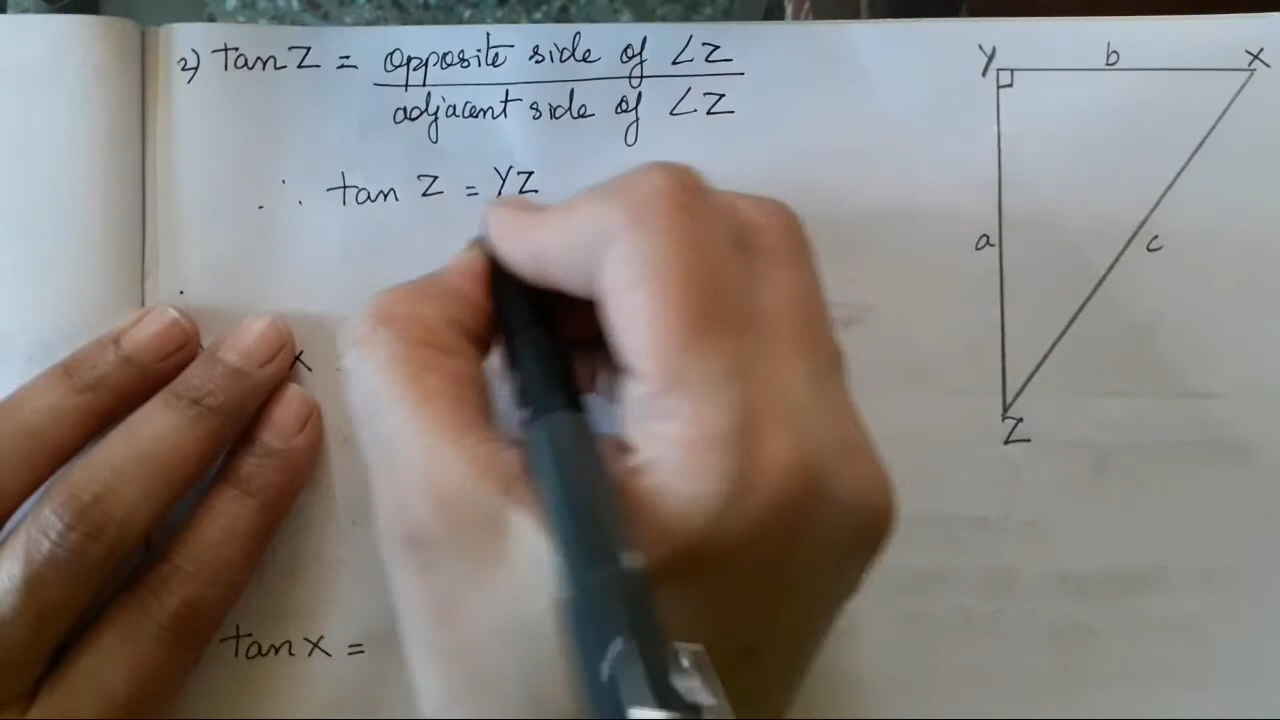 2) tan Z = opposite side of ∠Z
adjacent side of ∠Z
∴ tan Z = YZ
x
tan x =
Y b X
a c
Z